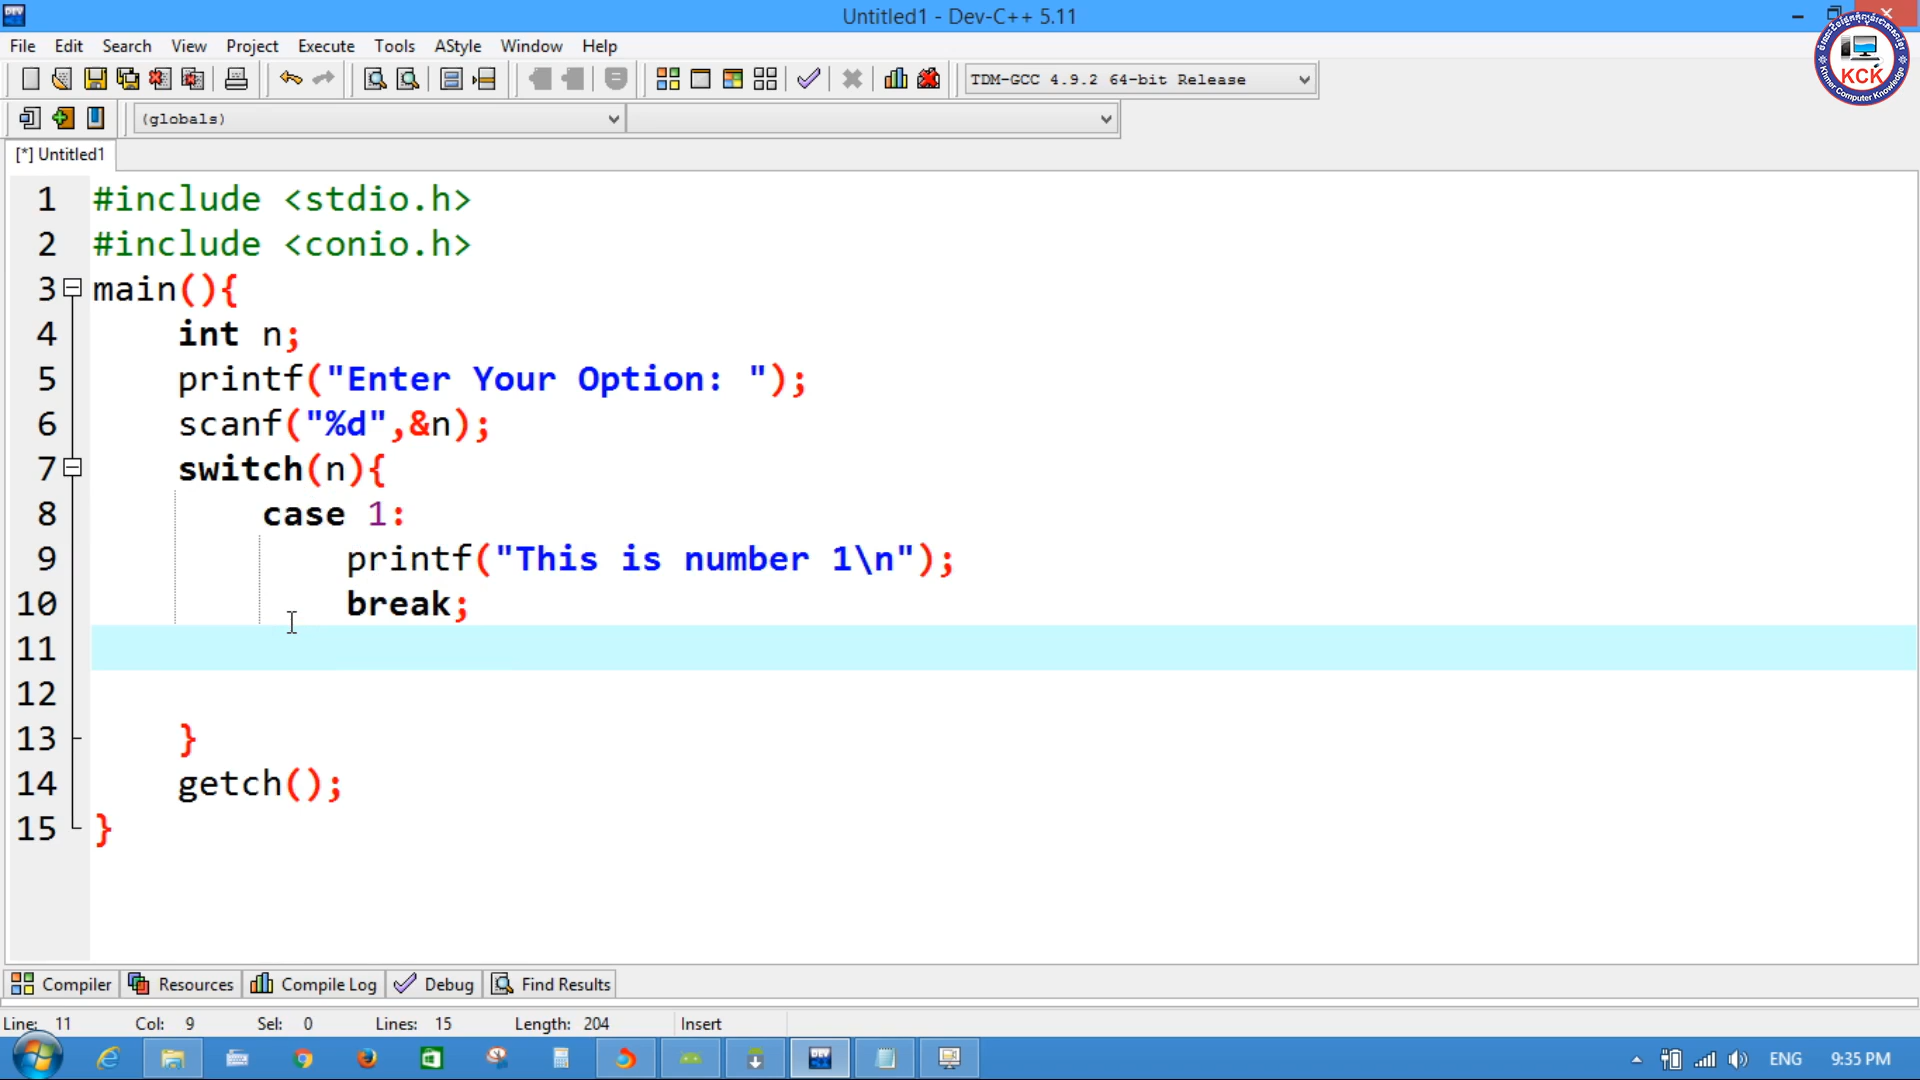 Untitled1 - Dev-C++ 5.11
File Edit Search View Project Execute Tools AStyle Window Help
TDM-GCC 4.9.2 64-bit Release
(globals)
[*] Untitled1
1 #include <stdio.h>
2 #include <conio.h>
3 main(){
4 int n;
5 printf("Enter Your Option: ");
6 scanf("%d",&n);
7 switch(n){
8 case 1:
9 printf("This is number 1\n");
10 break;
11
12
13 }
14 getch();
15 }
Compiler Resources Compile Log Debug Find Results
Line: 11 Col: 9 Sel: 0 Lines: 15 Length: 204 Insert
ENG 9:35 PM
DEV
KCK
Khmer Computer Knowledge